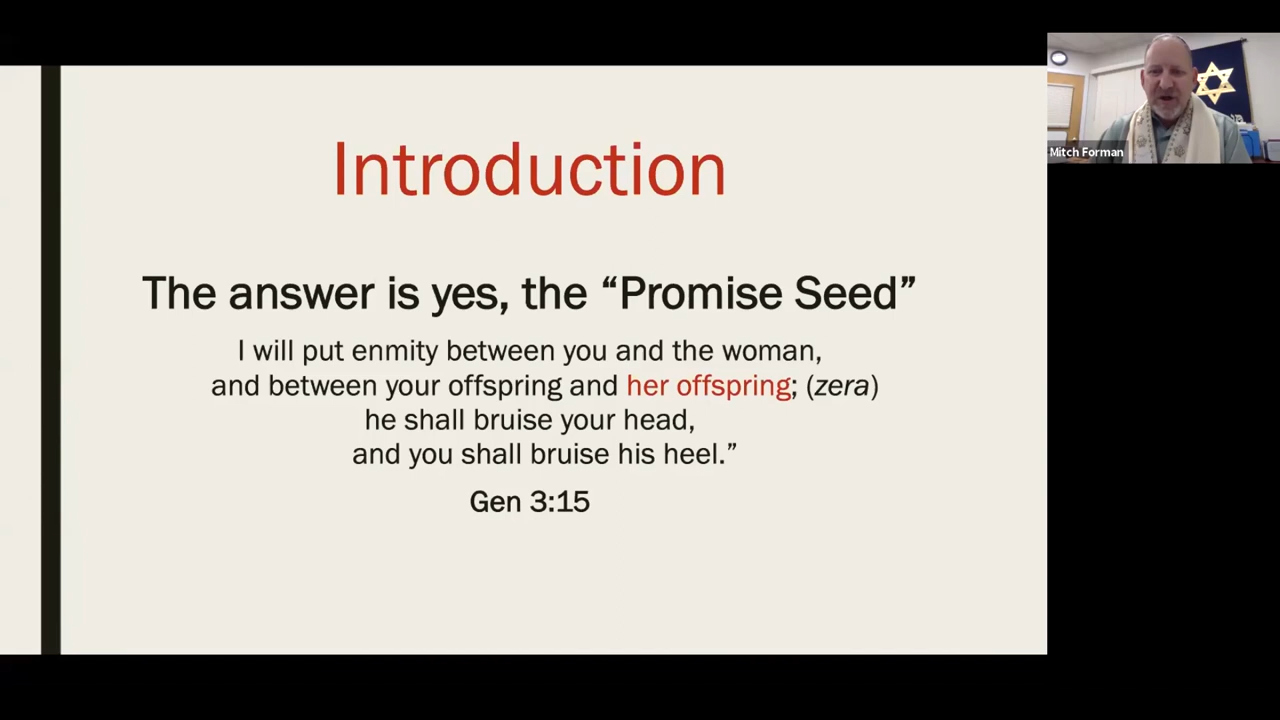 Introduction
The answer is yes, the “Promise Seed”
I will put enmity between you and the woman,
and between your offspring and her offspring; (zera)
he shall bruise your head,
and you shall bruise his heel.”
Gen 3:15
Mitch Forman